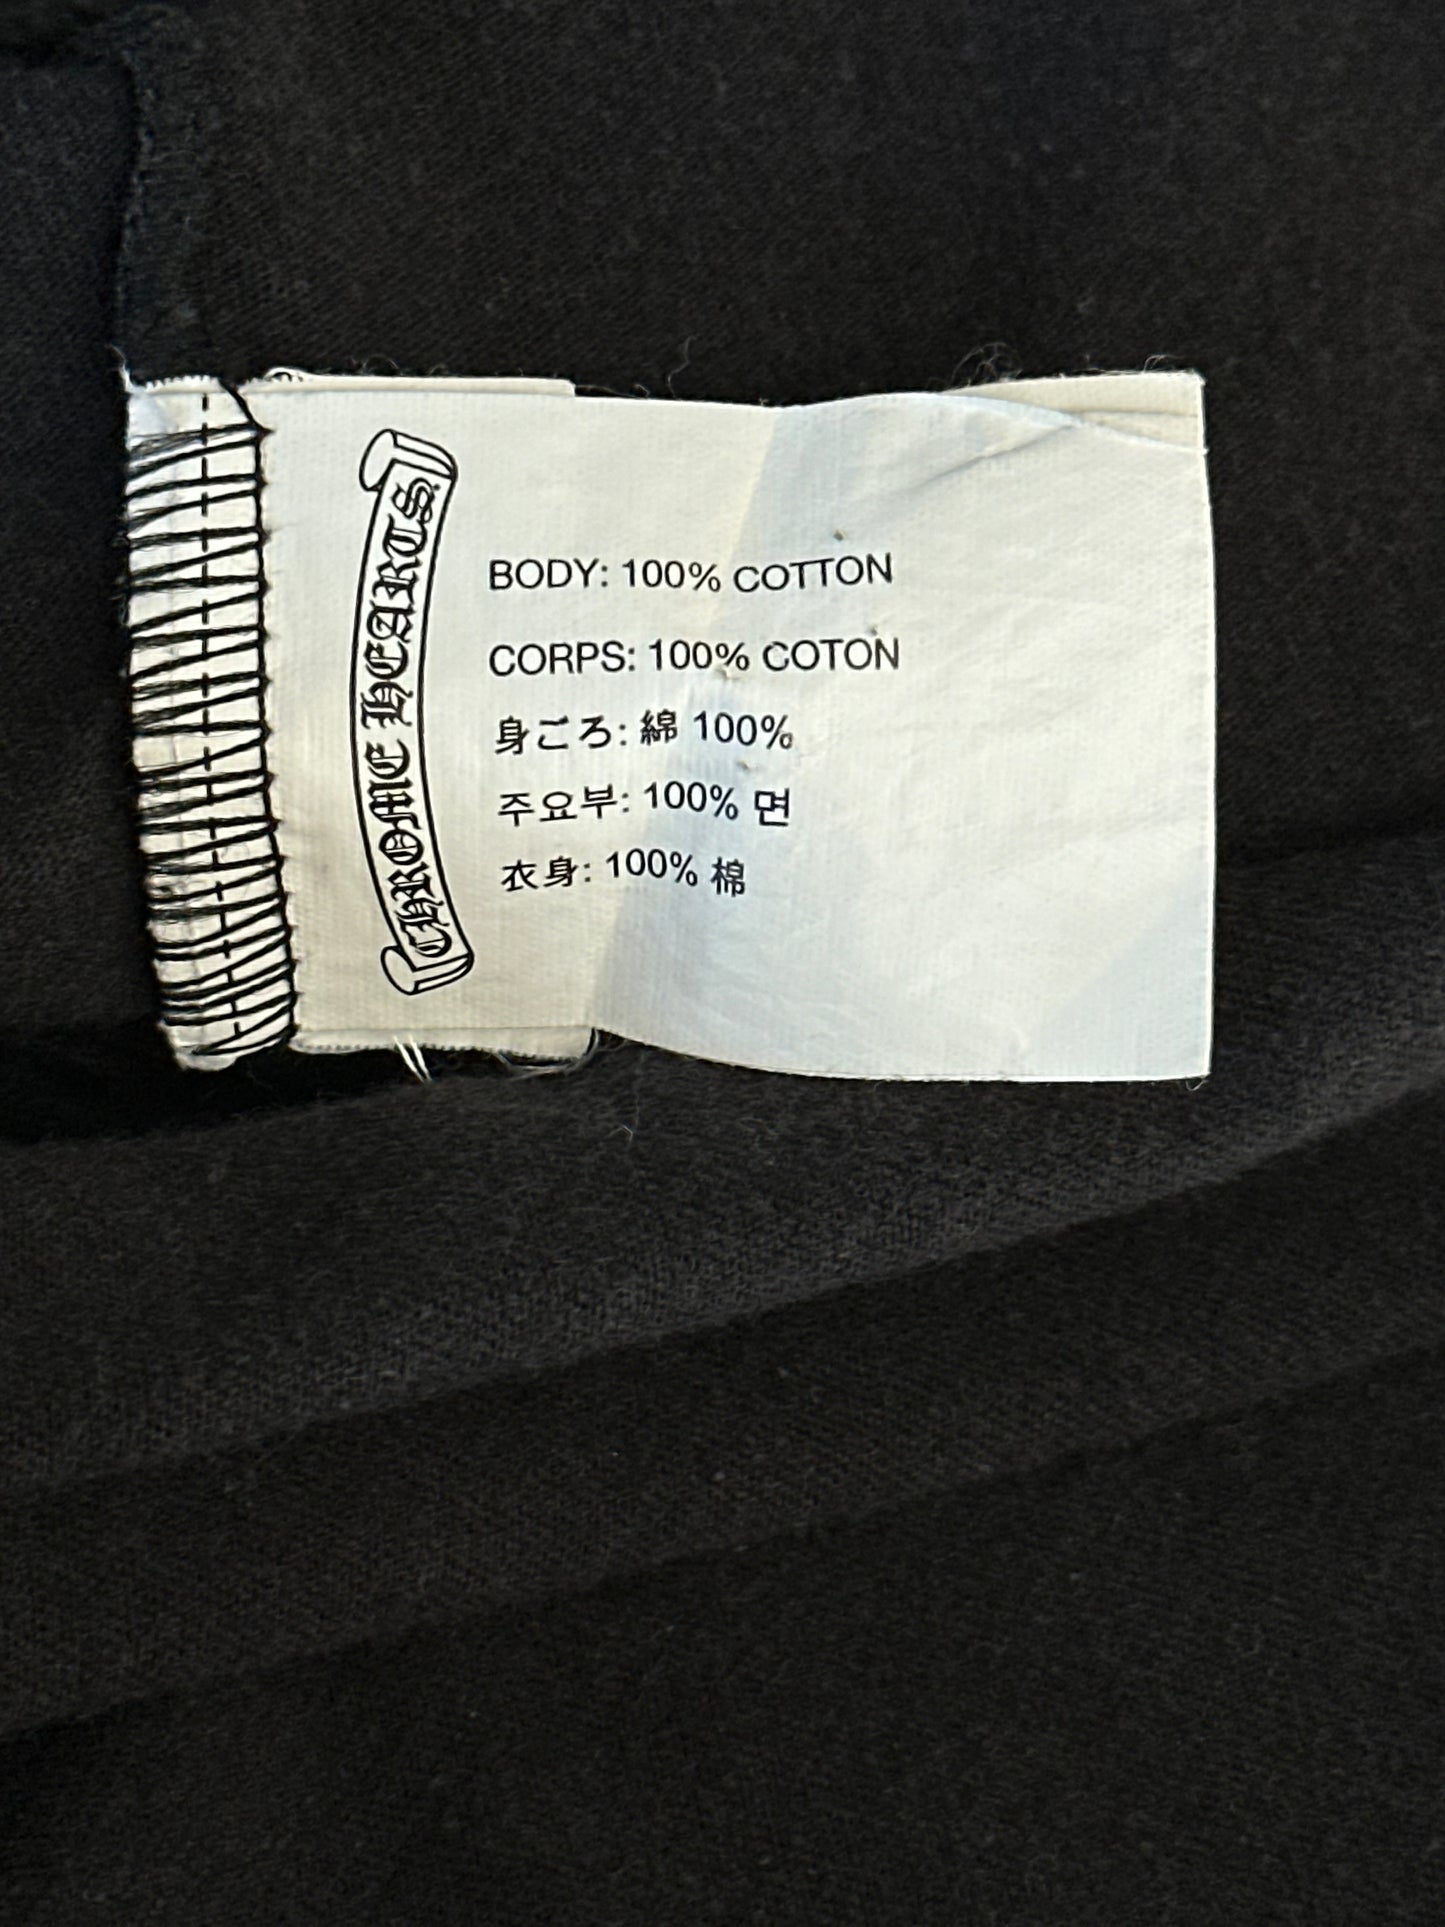 CHROME HEARTS
BODY: 100% COTTON
CORPS: 100% COTON
身ごろ: 綿 100%
주요부: 100% 면
衣身: 100% 棉